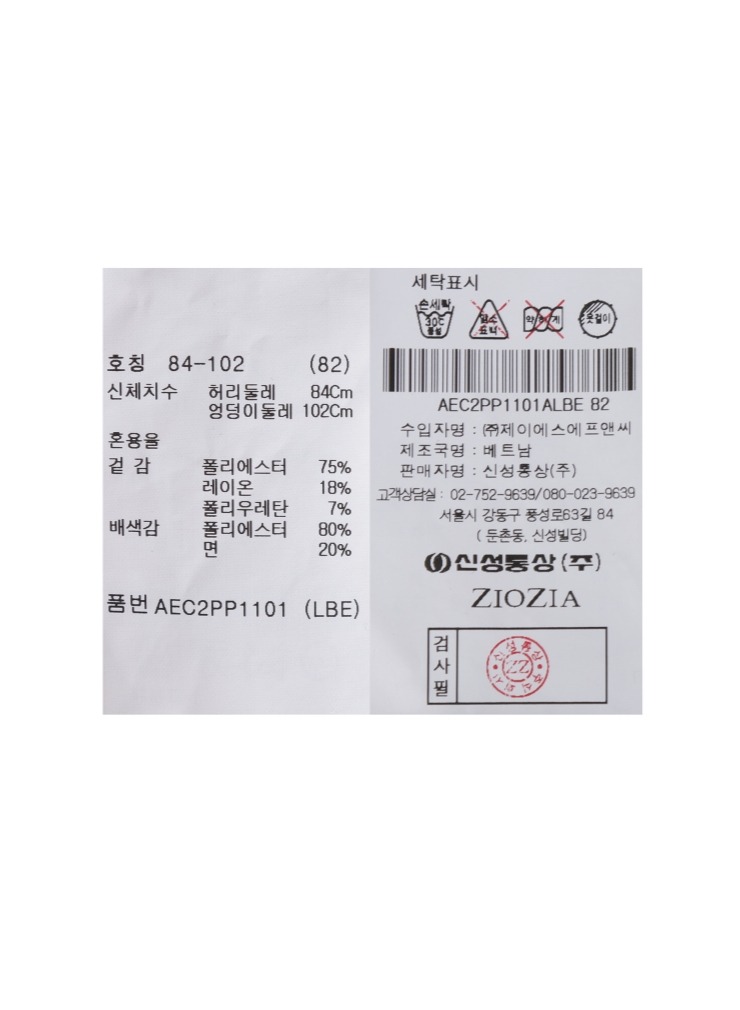 호칭 84-102 (82)
신체치수 허리둘레 84Cm
엉덩이둘레 102Cm
혼용율
겉 감 폴리에스터 75%
레이온 18%
폴리우레탄 7%
배색감 폴리에스터 80%
면 20%
품번 AEC2PP1101 (LBE)
세탁표시
손세탁
30℃
중성
염소
표백
약하게
옷걸이
AEC2PP1101ALBE 82
수입자명 : ㈜제이에스에프앤씨
제조국명 : 베트남
판매자명 : 신성통상(주)
고객상담실 : 02-752-9639/080-023-9639
서울시 강동구 풍성로63길 84
( 둔촌동, 신성빌딩)
신성통상(주)
ZIOZIA
검사필
신성통상
ZZ